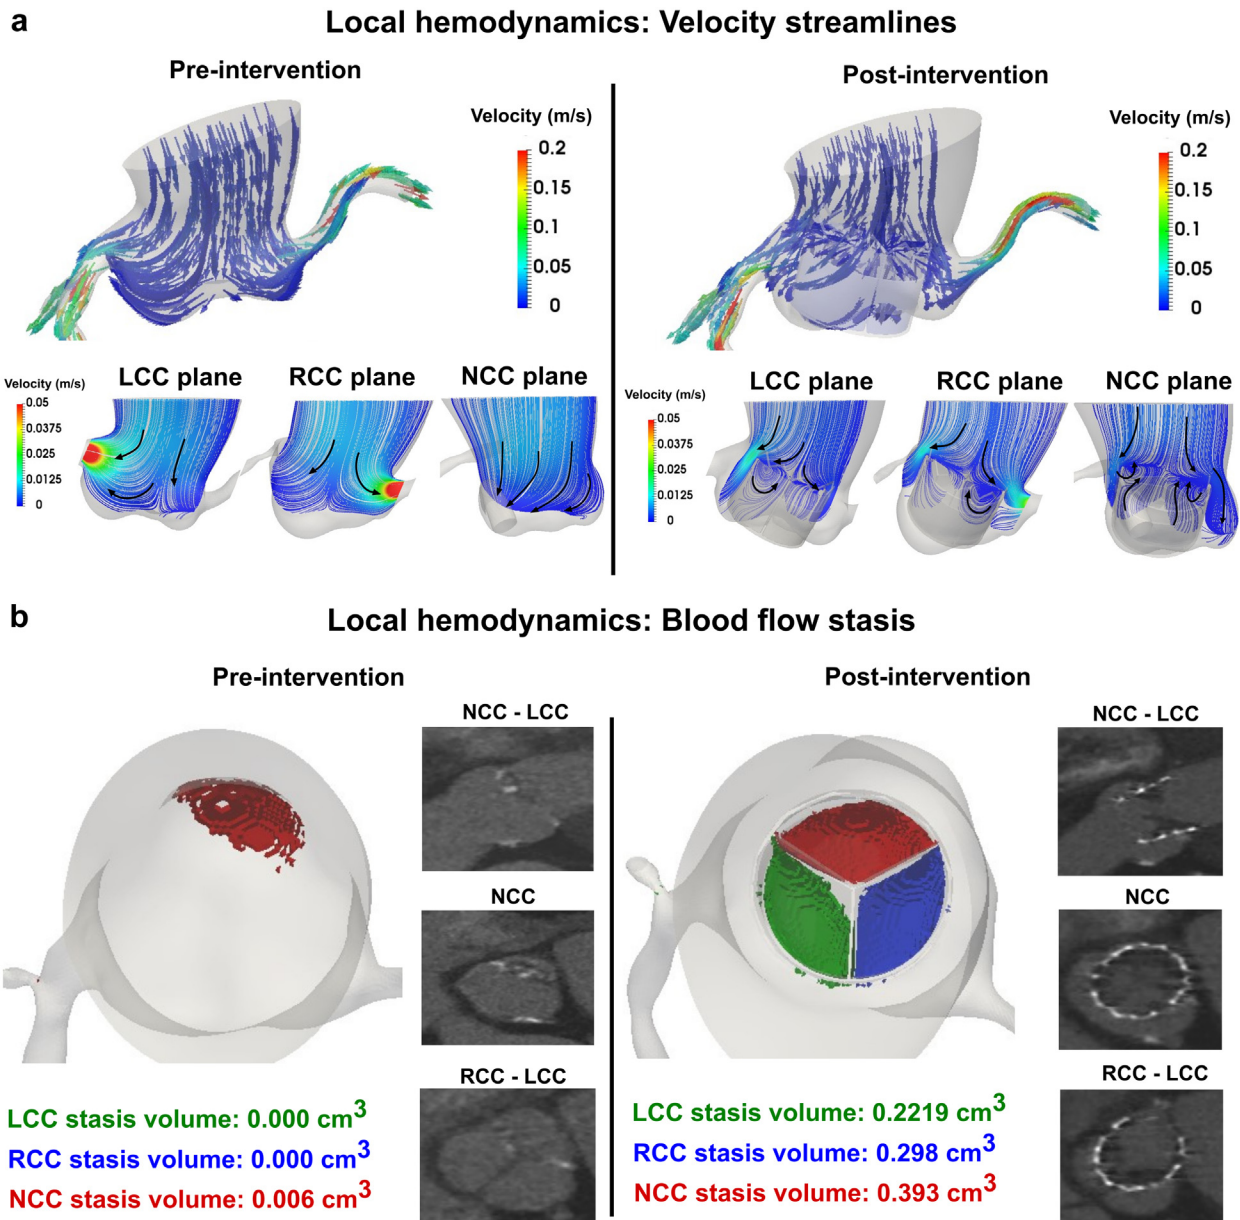 a
Local hemodynamics: Velocity streamlines
Pre-intervention
Velocity (m/s)
0.2
0.15
0.1
0.05
0
Post-intervention
Velocity (m/s)
0.2
0.15
0.1
0.05
0
Velocity (m/s)
0.05
0.0375
0.025
0.0125
0
LCC plane
RCC plane
NCC plane
Velocity (m/s)
0.05
0.0375
0.025
0.0125
0
LCC plane
RCC plane
NCC plane
b
Local hemodynamics: Blood flow stasis
Pre-intervention
NCC - LCC
NCC
RCC - LCC
LCC stasis volume: 0.000 cm³
RCC stasis volume: 0.000 cm³
NCC stasis volume: 0.006 cm³
Post-intervention
NCC - LCC
NCC
RCC - LCC
LCC stasis volume: 0.2219 cm³
RCC stasis volume: 0.298 cm³
NCC stasis volume: 0.393 cm³